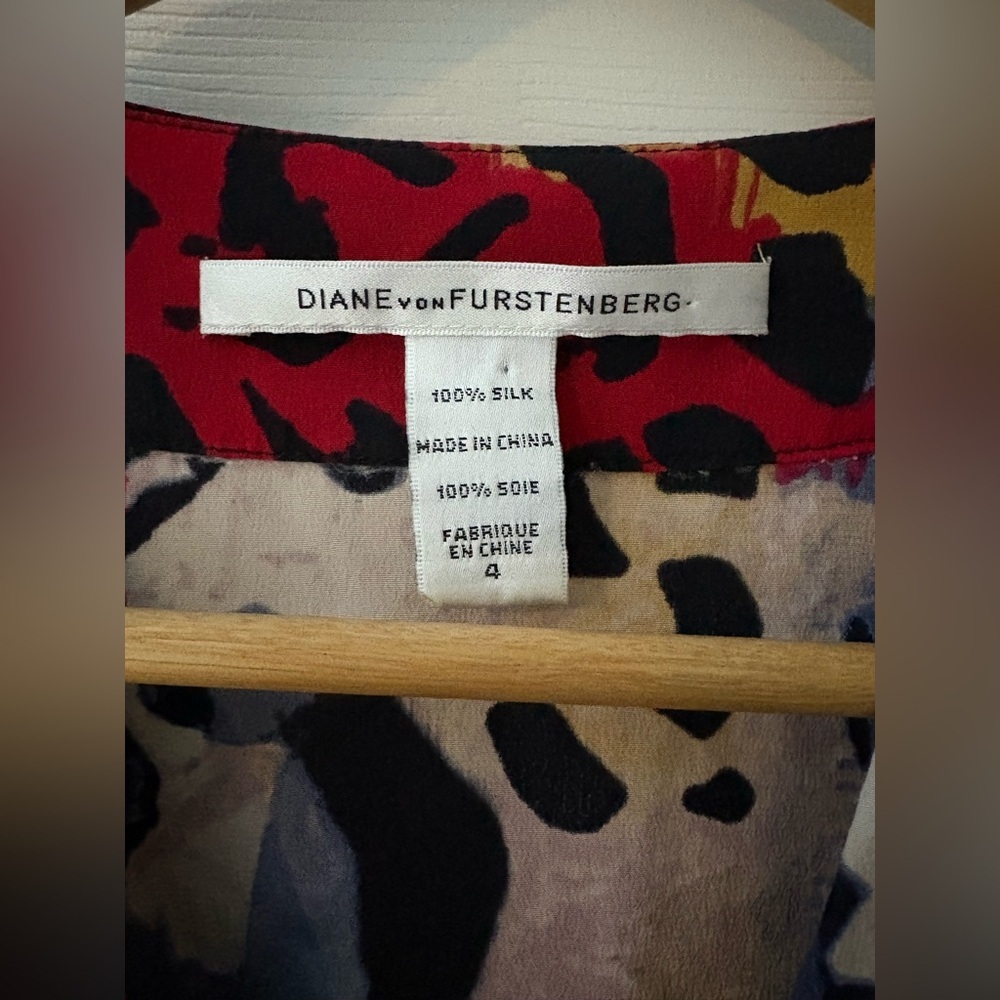 DIANE VON FURSTENBERG
100% SILK
MADE IN CHINA
100% SOIE
FABRIQUE
EN CHINE
4